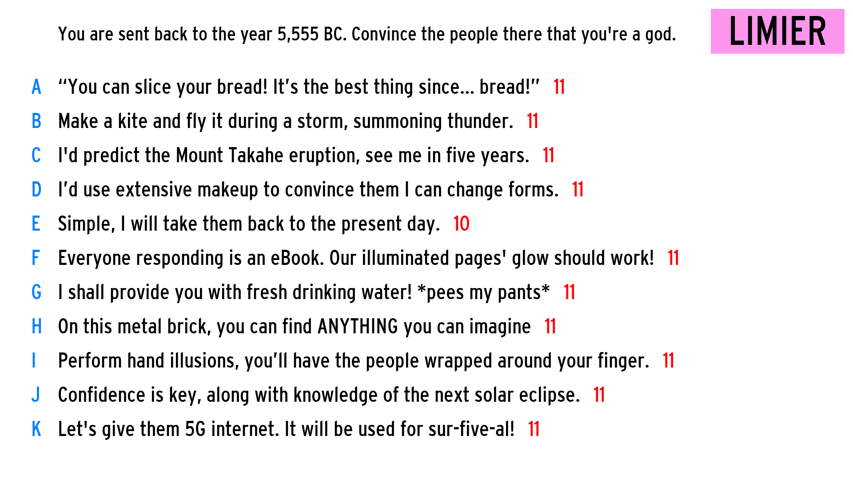 You are sent back to the year 5,555 BC. Convince the people there that you're a god.
LIMIER
A “You can slice your bread! It’s the best thing since... bread!” 11
B Make a kite and fly it during a storm, summoning thunder. 11
C I'd predict the Mount Takahe eruption, see me in five years. 11
D I’d use extensive makeup to convince them I can change forms. 11
E Simple, I will take them back to the present day. 10
F Everyone responding is an eBook. Our illuminated pages' glow should work! 11
G I shall provide you with fresh drinking water! *pees my pants* 11
H On this metal brick, you can find ANYTHING you can imagine 11
I Perform hand illusions, you’ll have the people wrapped around your finger. 11
J Confidence is key, along with knowledge of the next solar eclipse. 11
K Let's give them 5G internet. It will be used for sur-five-al! 11